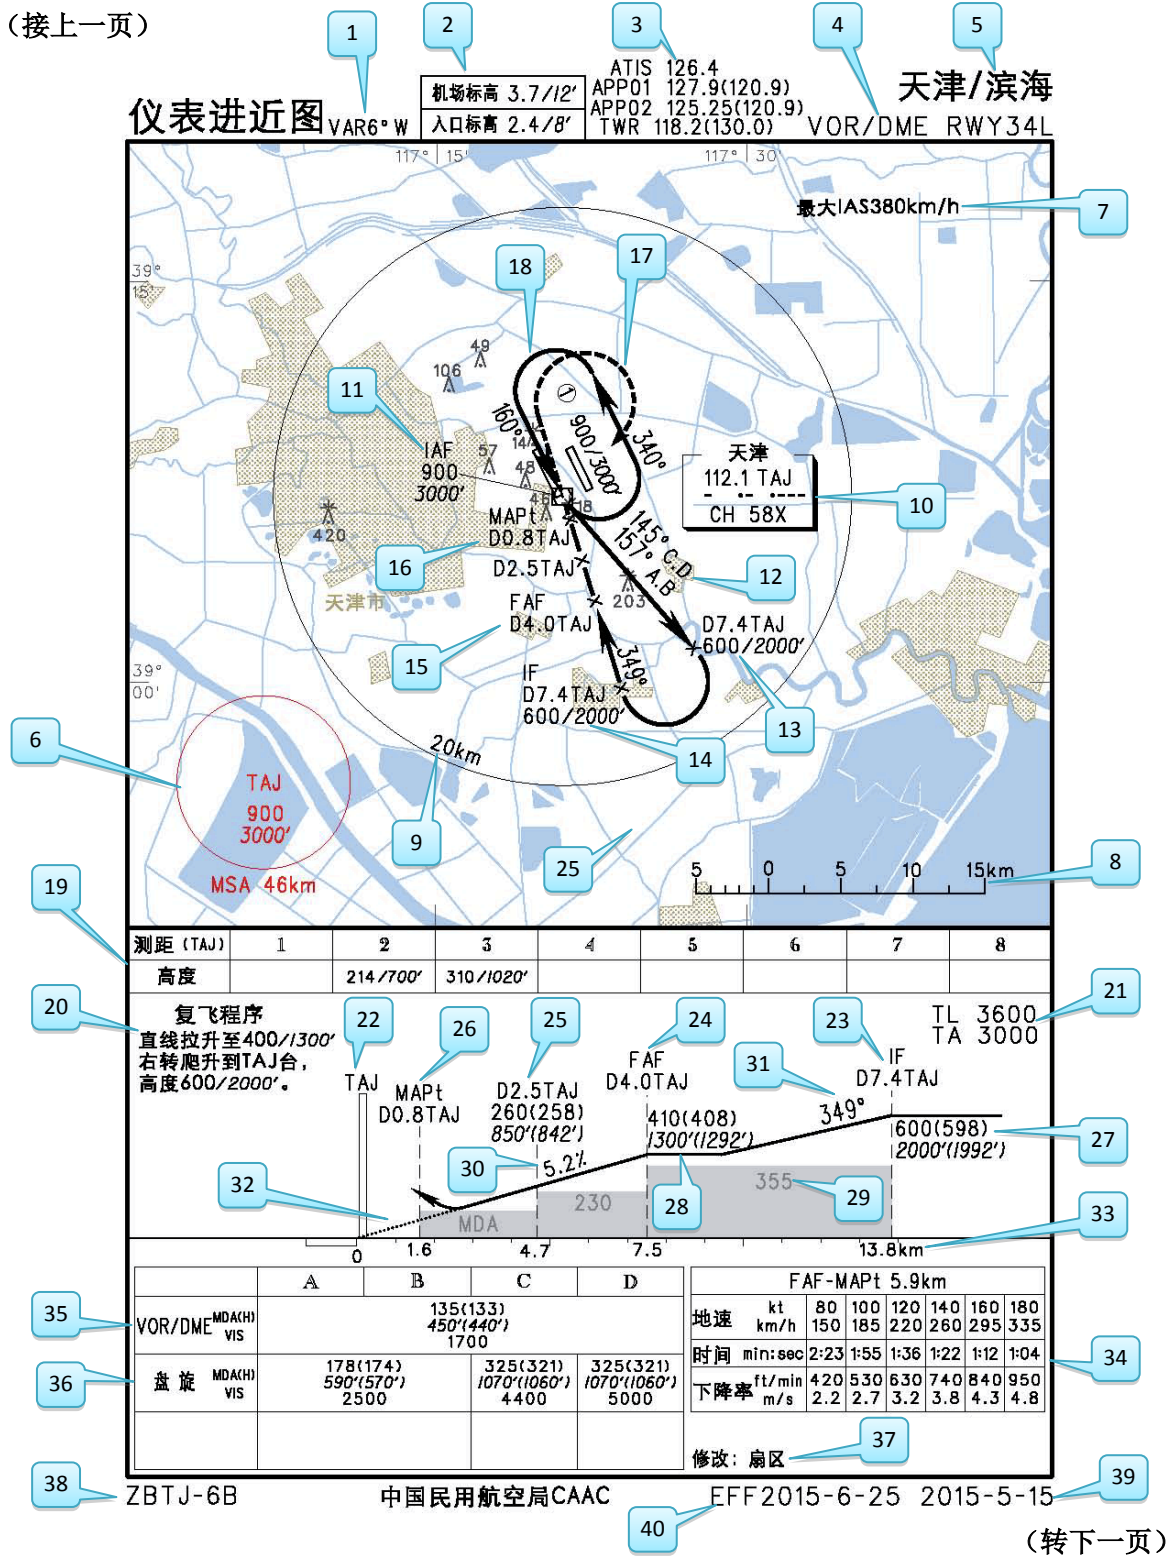 （接上一页）
1
2
3
4
5
仪表进近图 VAR6° W
机场标高 3.7/12'
入口标高 2.4/8'
ATIS 126.4
APP01 127.9(120.9)
APP02 125.25(120.9)
TWR 118.2(130.0)
天津/滨海
VOR/DME RWY34L
117° 15'
117° 30'
最大IAS380km/h
7
39°
15'
18
17
49
106
11
IAF
900
3000'
57
48
160°
1
900/3000'
340°
天津
112.1 TAJ
CH 58X
10
420
MAPt
D0.8TAJ
16
D2.5TAJ
145° C.D
157° A.B
12
203
天津市
FAF
D4.0TAJ
15
D7.4TAJ
600/2000'
13
39°
00'
IF
D7.4TAJ
600/2000'
349°
14
6
TAJ
900
3000'
MSA 46km
20km
9
25
5 0 5 10 15km
8
19
测距 (TAJ) 1 2 3 4 5 6 7 8
高度 214/700' 310/1020'
20
复飞程序
直线拉升至400/1300'
右转爬升到TAJ台，
高度600/2000'。
21
TL 3600
TA 3000
22
26
25
24
23
TAJ
MAPt
D0.8TAJ
D2.5TAJ
260(258)
850'(842')
FAF
D4.0TAJ
410(408)
1300'(1292')
31
349°
IF
D7.4TAJ
600(598)
2000'(1992')
27
30
5.2%
32
MDA
230
28
355
29
33
0 1.6 4.7 7.5 13.8km
A B C D
35
VOR/DME MDA(H)
VIS
135(133)
450'(440')
1700
36
盘旋 MDA(H)
VIS
178(174)
590'(570')
2500
325(321)
1070'(1060')
4400
325(321)
1070'(1060')
5000
FAF-MAPt 5.9km
地速 kt 80 100 120 140 160 180
km/h 150 185 220 260 295 335
时间 min:sec 2:23 1:55 1:36 1:22 1:12 1:04
下降率 ft/min 420 530 630 740 840 950
m/s 2.2 2.7 3.2 3.8 4.3 4.8
34
37
修改：扇区
38
ZBTJ-6B
中国民用航空局CAAC
EFF2015-6-25 2015-5-15
39
40
（转下一页）